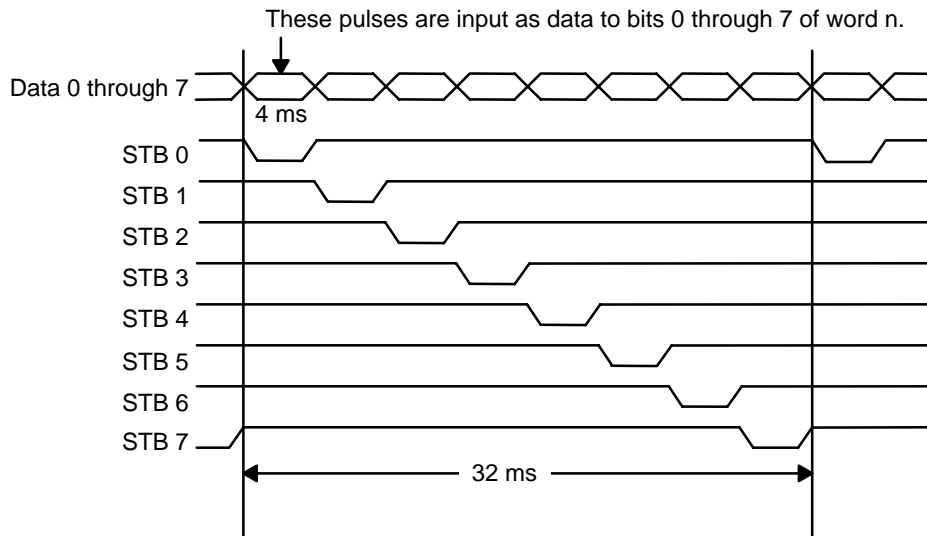 These pulses are input as data to bits 0 through 7 of word n.
Data 0 through 7
4 ms
STB 0
STB 1
STB 2
STB 3
STB 4
STB 5
STB 6
STB 7
32 ms